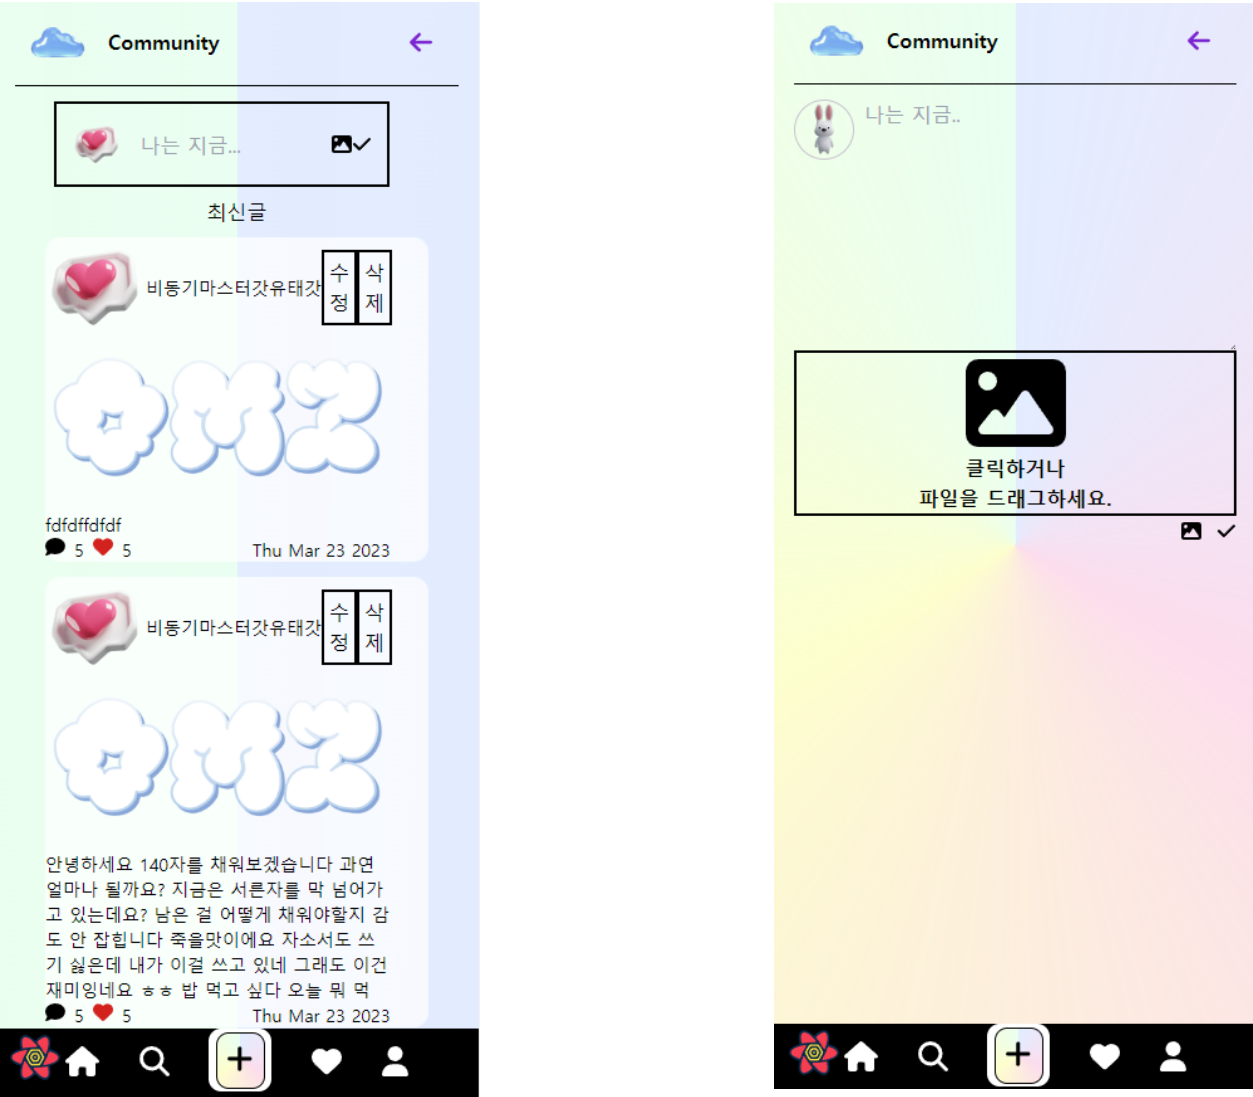 Community
나는 지금...
최신글
비동기마스터갓유태갓
수정
삭제
OMZ
fdfdffdfdf
5 5 Thu Mar 23 2023
비동기마스터갓유태갓
수정
삭제
OMZ
안녕하세요 140자를 채워보겠습니다 과연
얼마나 될까요? 지금은 서른자를 막 넘어가
고 있는데요? 남은 걸 어떻게 채워야할지 감
도 안 잡힙니다 죽을맛이에요 자소서도 쓰
기 싫은데 내가 이걸 쓰고 있네 그래도 이건
재미잉네요 ㅎㅎ 밥 먹고 싶다 오늘 뭐 먹
5 5 Thu Mar 23 2023
Community
나는 지금..
클릭하거나
파일을 드래그하세요.